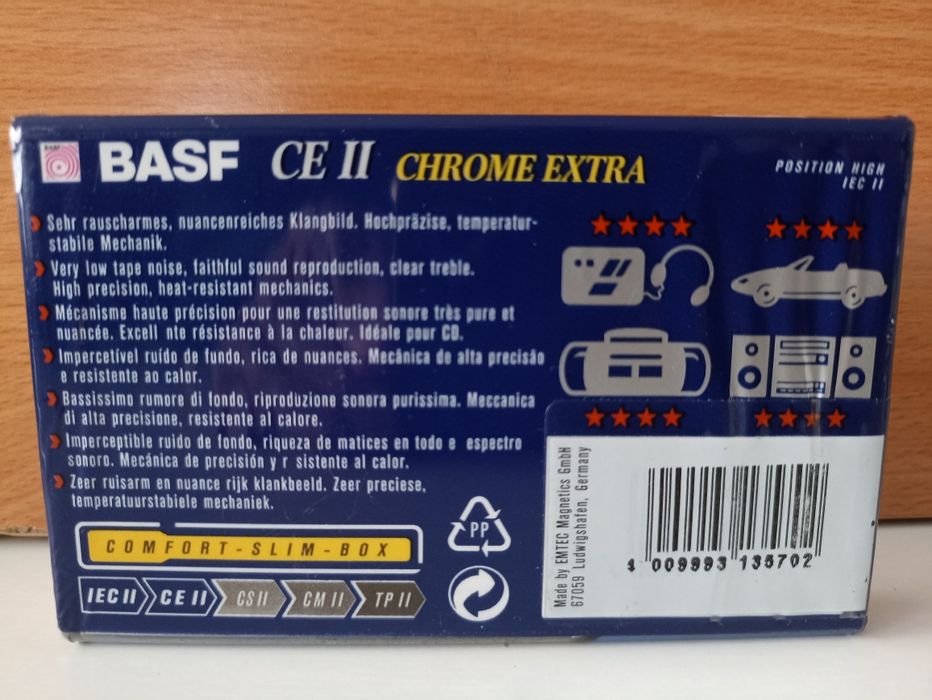 BASF CE II CHROME EXTRA
POSITION HIGH
IEC II
Sehr rauscharmes, nuancenreiches Klangbild. Hochpräzise, temperatur-
stabile Mechanik.
Very low tape noise, faithful sound reproduction, clear treble.
High precision, heat-resistant mechanics.
Mécanisme haute précision pour une restitution sonore très pure et
nuancée. Excell nte résistance à la chaleur. Idéale pour CD.
Impercetível ruído de fundo, rica de nuances. Mecânica de alta precisão
e resistente ao calor.
Bassissimo rumore di fondo, riproduzione sonora purissima. Meccanica
di alta precisione, resistente al calore.
Imperceptible ruido de fondo, riqueza de matices en todo e espectro
sonoro. Mecánica de precisión y r sistente al calor.
Zeer ruisarm en nuance rijk klankbeeld. Zeer preciese,
temperatuurstabiele mechaniek.
COMFORT-SLIM-BOX
IEC II CE II CS II CM II TP II
PP
Made by EMTEC Magnetics GmbH
67059 Ludwigshafen, Germany
4 009993 135702